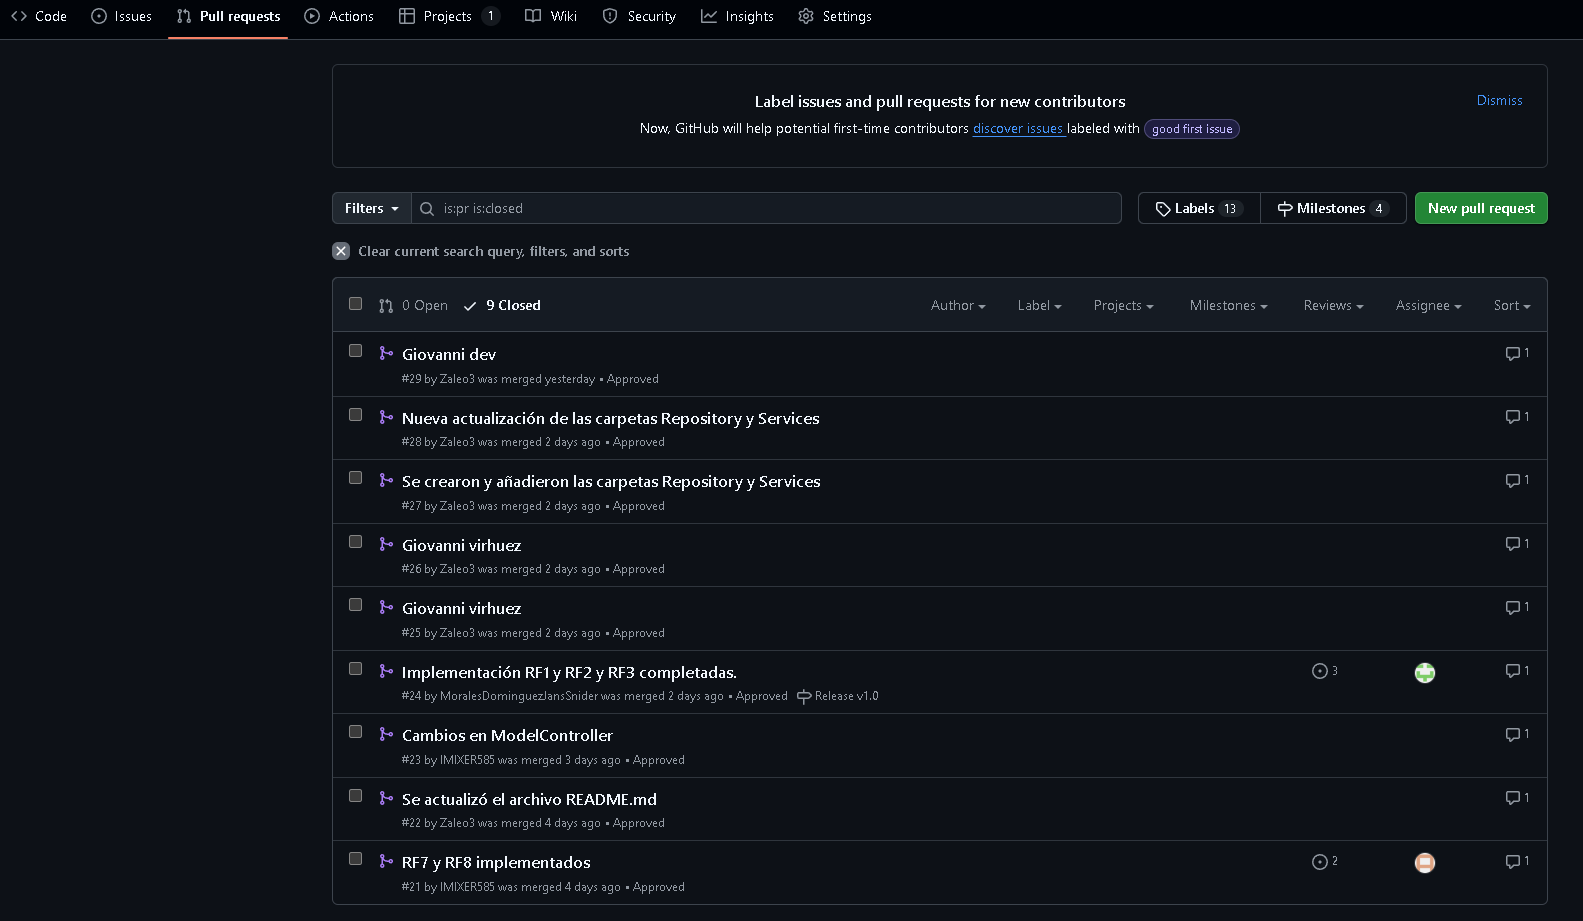 Code Issues Pull requests Actions Projects 1 Wiki Security Insights Settings
Label issues and pull requests for new contributors
Dismiss
Now, GitHub will help potential first-time contributors discover issues labeled with good first issue
Filters is:pr is:closed Labels 13 Milestones 4 New pull request
Clear current search query, filters, and sorts
0 Open 9 Closed Author Label Projects Milestones Reviews Assignee Sort
Giovanni dev 1
#29 by Zaleo3 was merged yesterday • Approved
Nueva actualización de las carpetas Repository y Services 1
#28 by Zaleo3 was merged 2 days ago • Approved
Se crearon y añadieron las carpetas Repository y Services 1
#27 by Zaleo3 was merged 2 days ago • Approved
Giovanni virhuez 1
#26 by Zaleo3 was merged 2 days ago • Approved
Giovanni virhuez 1
#25 by Zaleo3 was merged 2 days ago • Approved
Implementación RF1 y RF2 y RF3 completadas. 3 1
#24 by MoralesDominguezJansSnider was merged 2 days ago • Approved Release v1.0
Cambios en ModelController 1
#23 by IMIXER585 was merged 3 days ago • Approved
Se actualizó el archivo README.md 1
#22 by Zaleo3 was merged 4 days ago • Approved
RF7 y RF8 implementados 2 1
#21 by IMIXER585 was merged 4 days ago • Approved